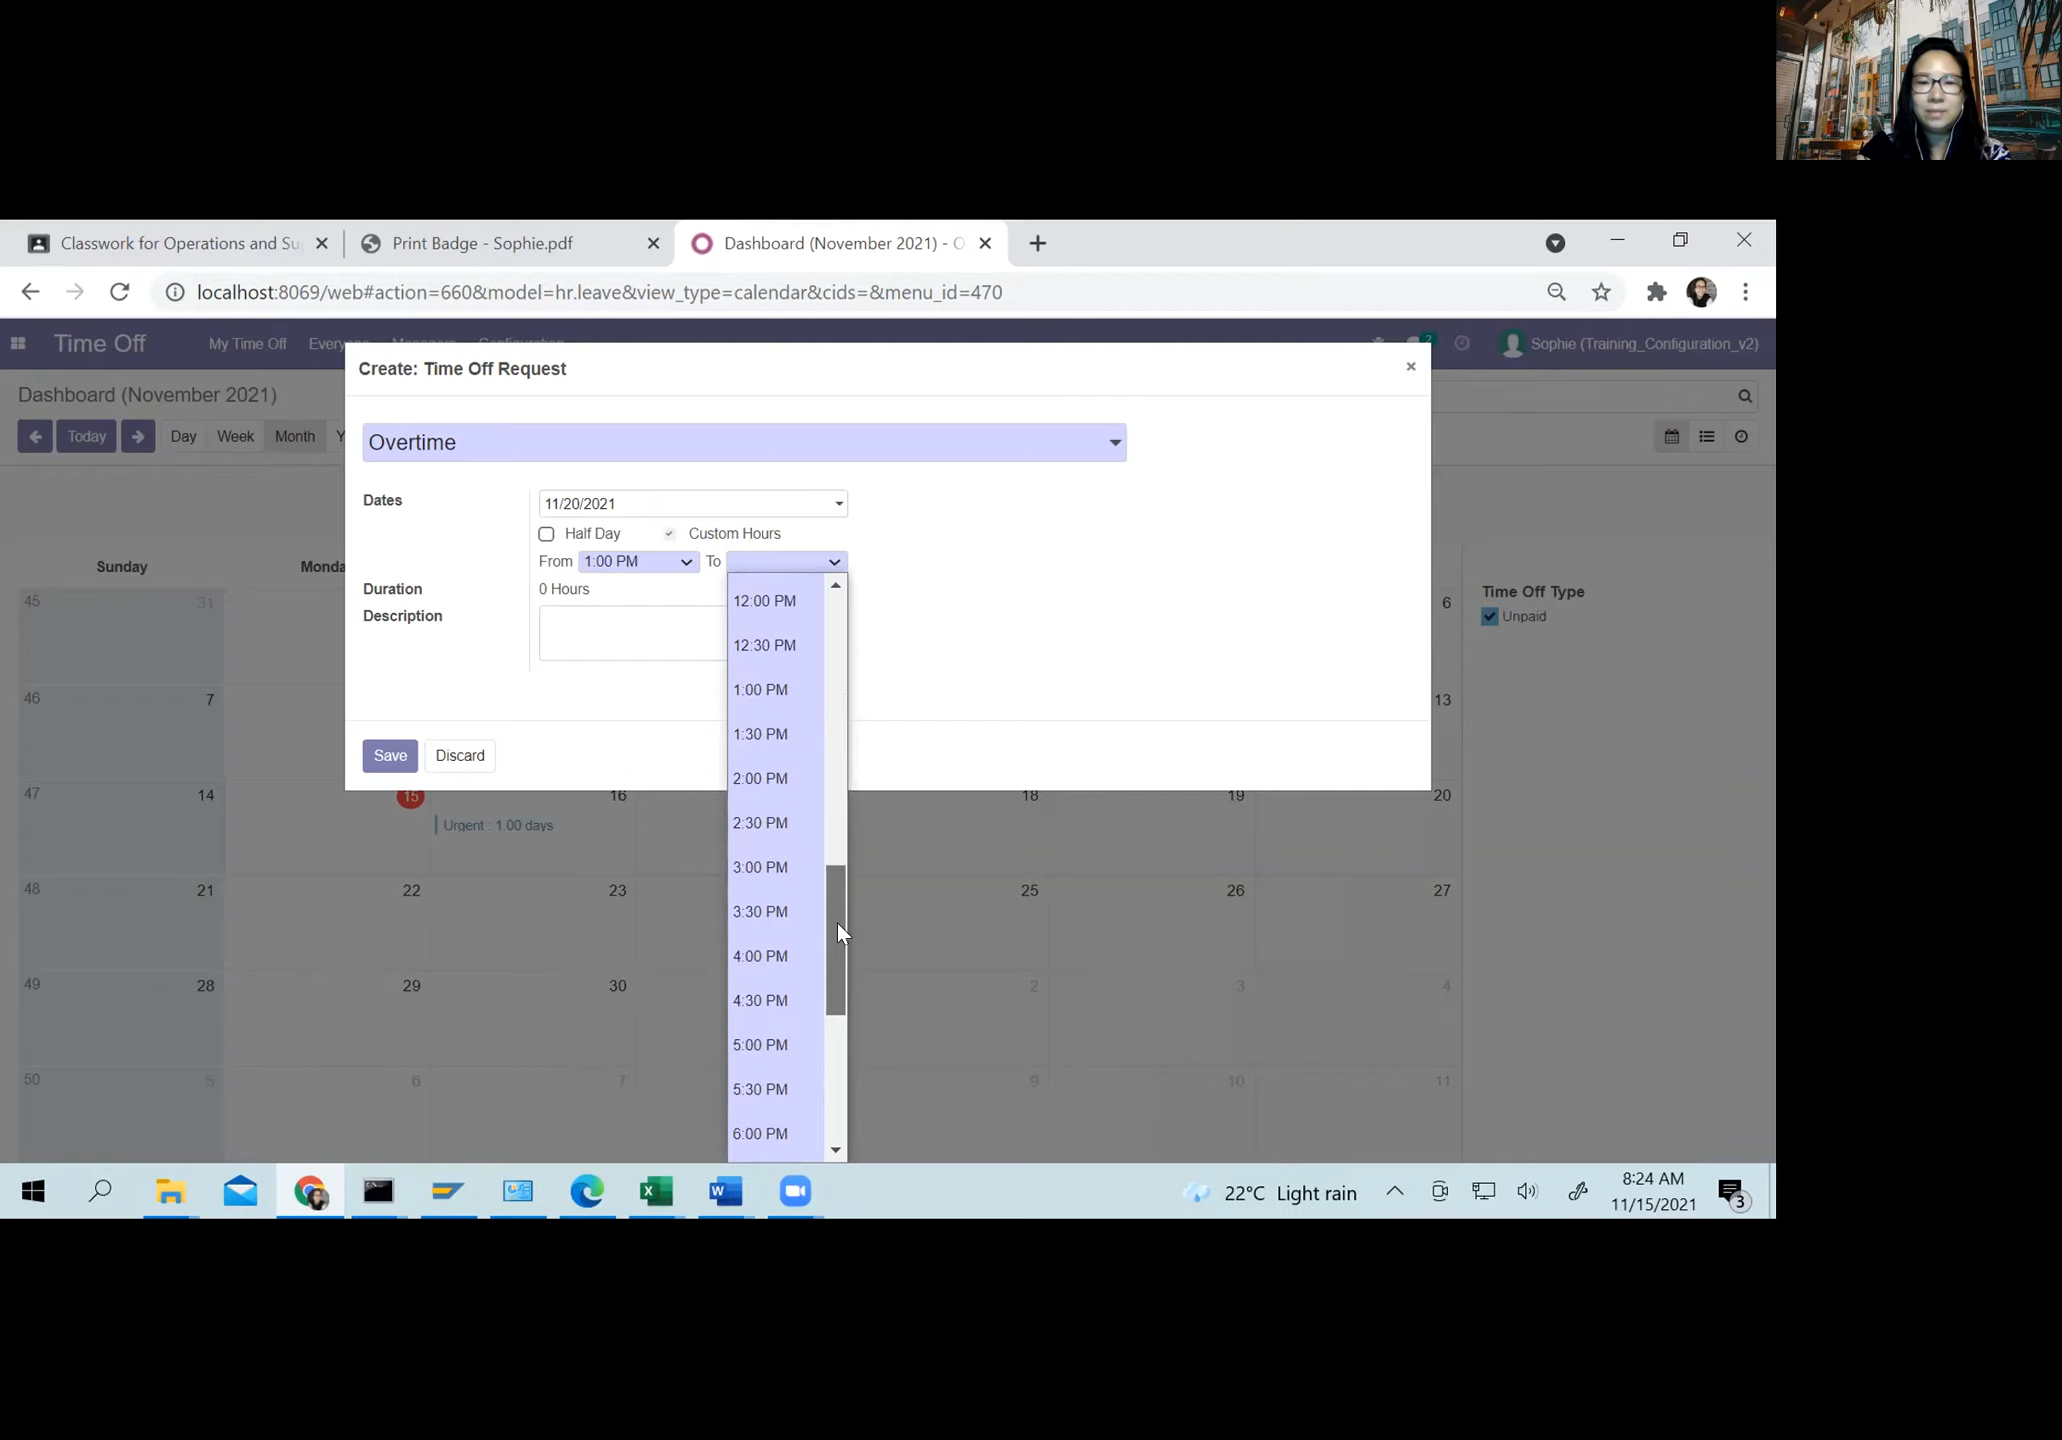 Classwork for Operations and Su
Print Badge - Sophie.pdf
Dashboard (November 2021) - O
localhost:8069/web#action=660&model=hr.leave&view_type=calendar&cids=&menu_id=470
Time Off
My Time Off
2
Sophie (Training_Configuration_v2)
Create: Time Off Request
Dashboard (November 2021)
Today
Day
Week
Month
Overtime
Dates
11/20/2021
Half Day
Custom Hours
From 1:00 PM
To
Duration
0 Hours
Description
12:00 PM
12:30 PM
1:00 PM
1:30 PM
2:00 PM
2:30 PM
3:00 PM
3:30 PM
4:00 PM
4:30 PM
5:00 PM
5:30 PM
6:00 PM
Save
Discard
Time Off Type
Unpaid
Sunday
Monda
45
31
6
46
7
13
47
14
15
16
18
19
20
Urgent : 1.00 days
48
21
22
23
25
26
27
49
28
29
30
2
3
4
50
5
6
7
9
10
11
22°C Light rain
8:24 AM
11/15/2021
3